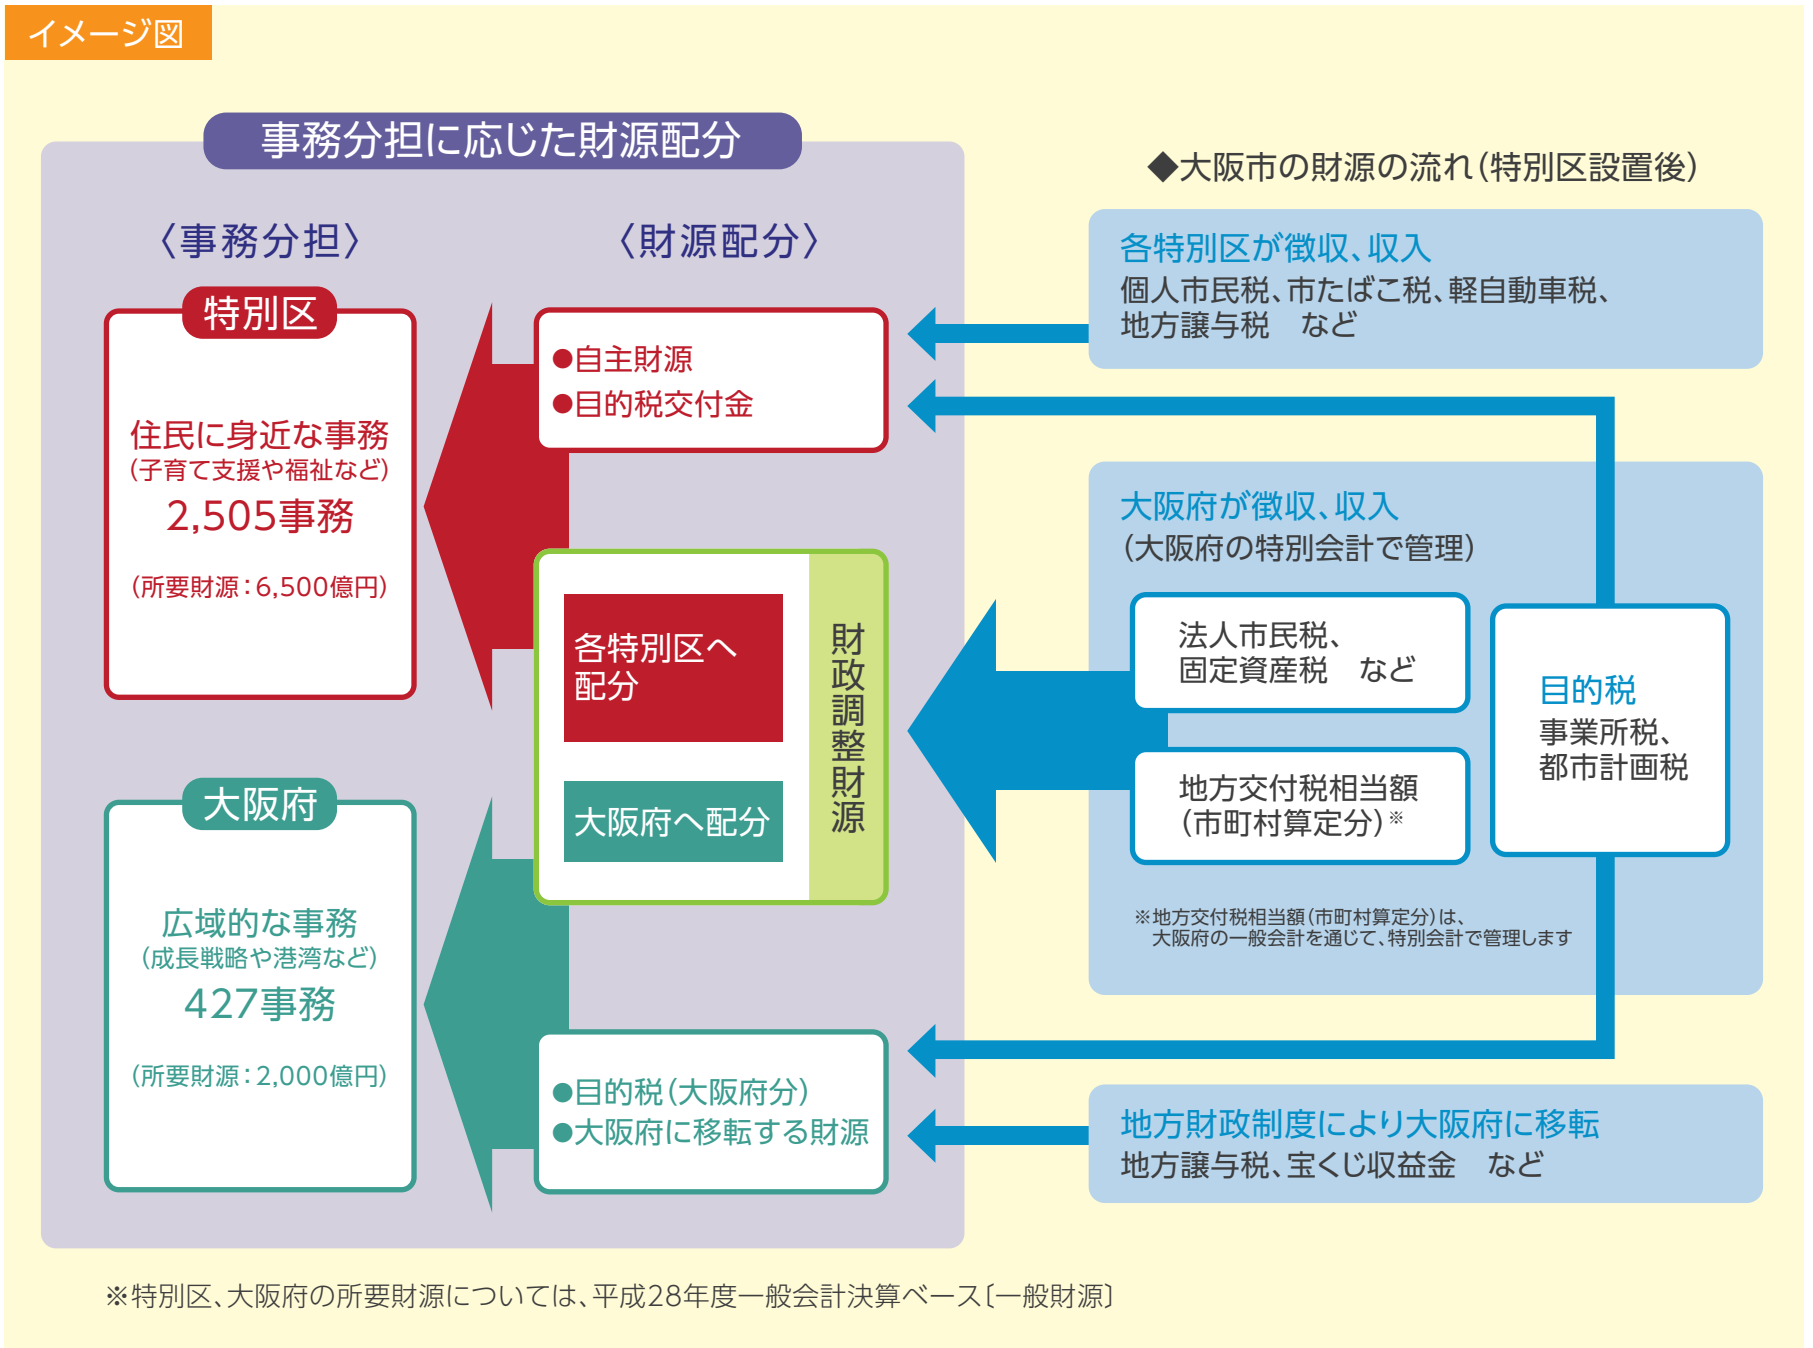 イメージ図
事務分担に応じた財源配分
〈事務分担〉
特別区
住民に身近な事務
(子育て支援や福祉など)
2,505事務
(所要財源:6,500億円)
大阪府
広域的な事務
(成長戦略や港湾など)
427事務
(所要財源:2,000億円)
〈財源配分〉
●自主財源
●目的税交付金
各特別区へ
配分
大阪府へ配分
財政調整財源
●目的税(大阪府分)
●大阪府に移転する財源
◆大阪市の財源の流れ(特別区設置後)
各特別区が徴収、収入
個人市民税、市たばこ税、軽自動車税、
地方譲与税　など
大阪府が徴収、収入
(大阪府の特別会計で管理)
法人市民税、
固定資産税　など
地方交付税相当額
(市町村算定分)※
目的税
事業所税、
都市計画税
※地方交付税相当額(市町村算定分)は、
大阪府の一般会計を通じて、特別会計で管理します
地方財政制度により大阪府に移転
地方譲与税、宝くじ収益金　など
※特別区、大阪府の所要財源については、平成28年度一般会計決算ベース〔一般財源〕